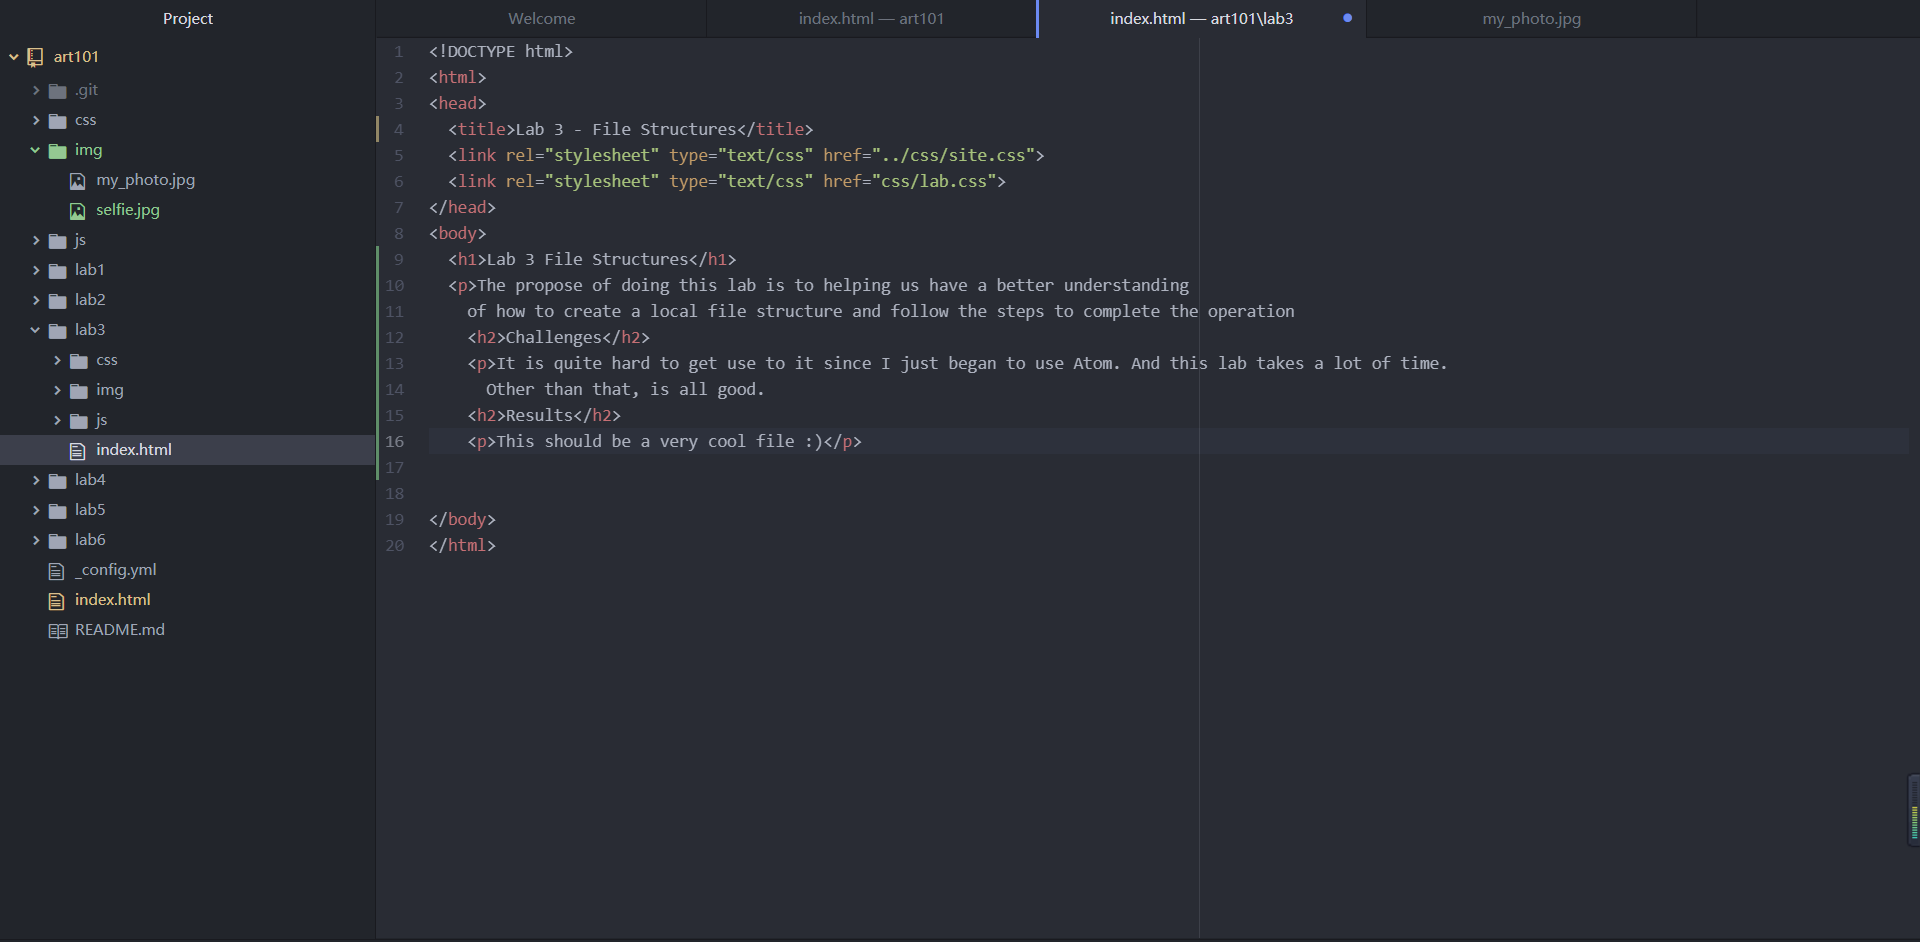 Project
art101
.git
css
img
my_photo.jpg
selfie.jpg
js
lab1
lab2
lab3
css
img
js
index.html
lab4
lab5
lab6
_config.yml
index.html
README.md
Welcome
index.html — art101
index.html — art101\lab3
my_photo.jpg
1 <!DOCTYPE html>
2 <html>
3 <head>
4 <title>Lab 3 - File Structures</title>
5 <link rel="stylesheet" type="text/css" href="../css/site.css">
6 <link rel="stylesheet" type="text/css" href="css/lab.css">
7 </head>
8 <body>
9 <h1>Lab 3 File Structures</h1>
10 <p>The propose of doing this lab is to helping us have a better understanding
11 of how to create a local file structure and follow the steps to complete the operation
12 <h2>Challenges</h2>
13 <p>It is quite hard to get use to it since I just began to use Atom. And this lab takes a lot of time.
14 Other than that, is all good.
15 <h2>Results</h2>
16 <p>This should be a very cool file :)</p>
17
18
19 </body>
20 </html>